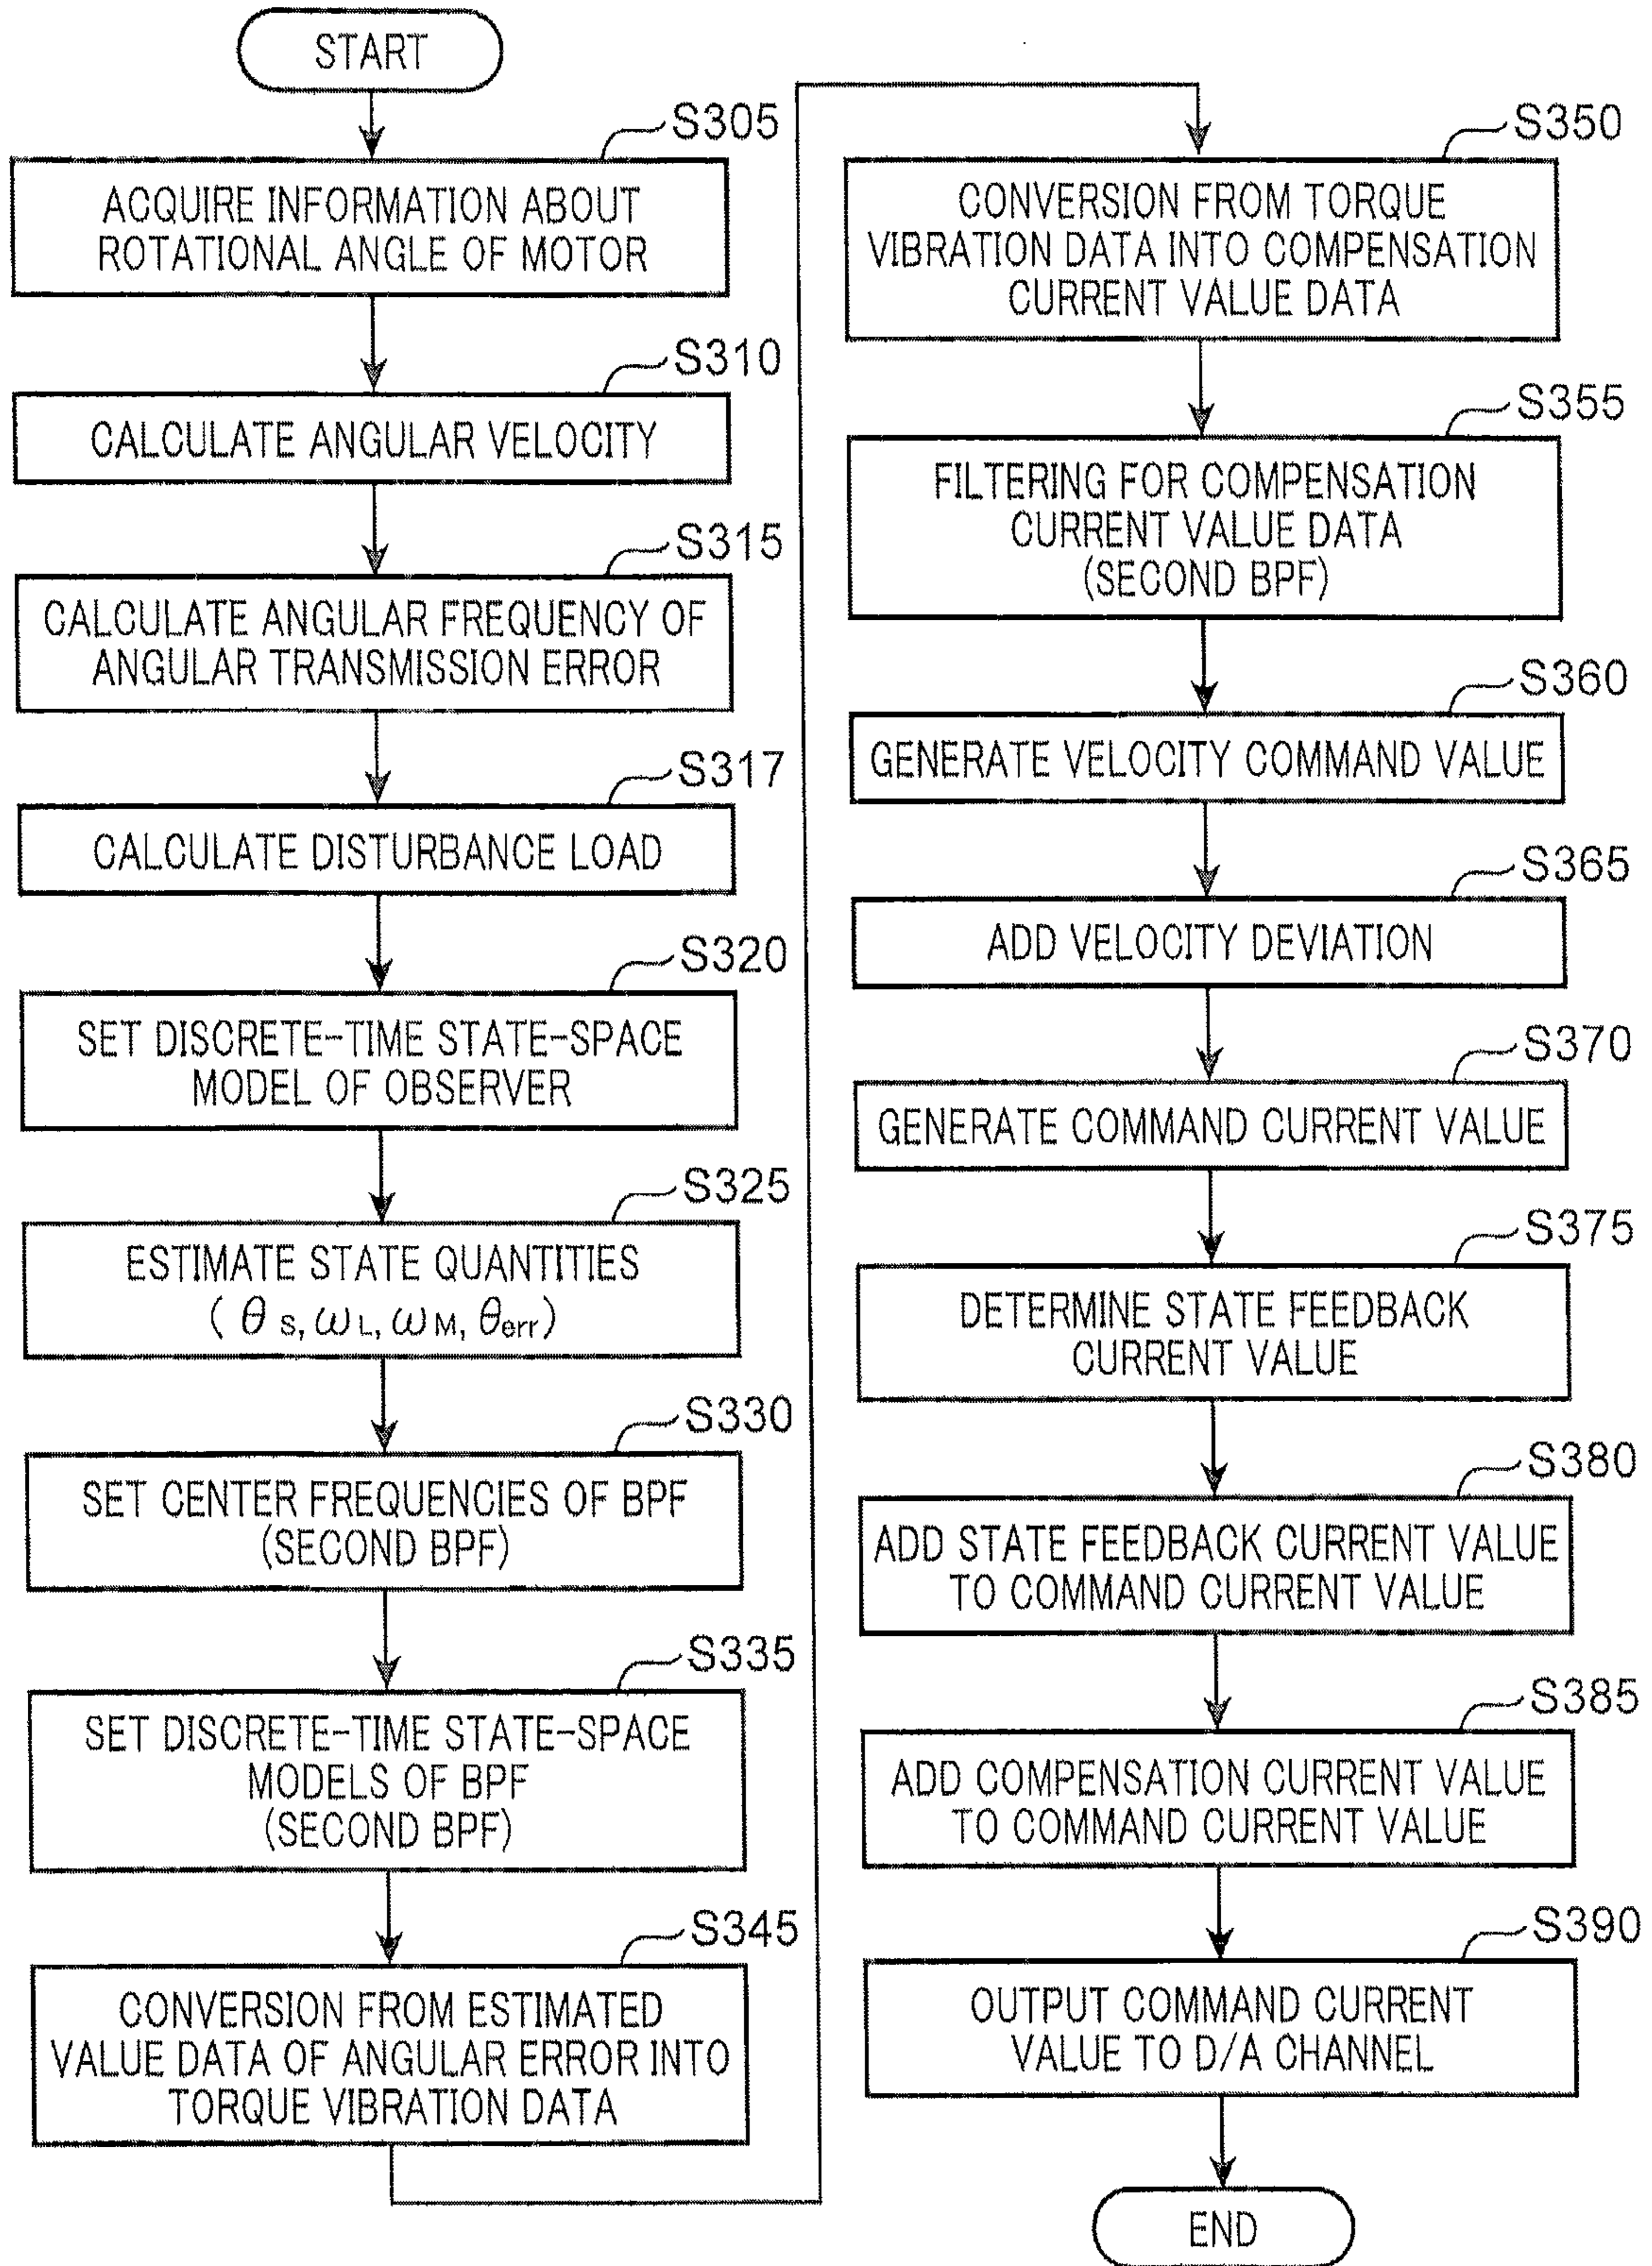 START
S305
ACQUIRE INFORMATION ABOUT
ROTATIONAL ANGLE OF MOTOR
S310
CALCULATE ANGULAR VELOCITY
S315
CALCULATE ANGULAR FREQUENCY OF
ANGULAR TRANSMISSION ERROR
S317
CALCULATE DISTURBANCE LOAD
S320
SET DISCRETE-TIME STATE-SPACE
MODEL OF OBSERVER
S325
ESTIMATE STATE QUANTITIES
(θS, ωL, ωM, θerr)
S330
SET CENTER FREQUENCIES OF BPF
(SECOND BPF)
S335
SET DISCRETE-TIME STATE-SPACE
MODELS OF BPF
(SECOND BPF)
S345
CONVERSION FROM ESTIMATED
VALUE DATA OF ANGULAR ERROR INTO
TORQUE VIBRATION DATA
S350
CONVERSION FROM TORQUE
VIBRATION DATA INTO COMPENSATION
CURRENT VALUE DATA
S355
FILTERING FOR COMPENSATION
CURRENT VALUE DATA
(SECOND BPF)
S360
GENERATE VELOCITY COMMAND VALUE
S365
ADD VELOCITY DEVIATION
S370
GENERATE COMMAND CURRENT VALUE
S375
DETERMINE STATE FEEDBACK
CURRENT VALUE
S380
ADD STATE FEEDBACK CURRENT VALUE
TO COMMAND CURRENT VALUE
S385
ADD COMPENSATION CURRENT VALUE
TO COMMAND CURRENT VALUE
S390
OUTPUT COMMAND CURRENT
VALUE TO D/A CHANNEL
END